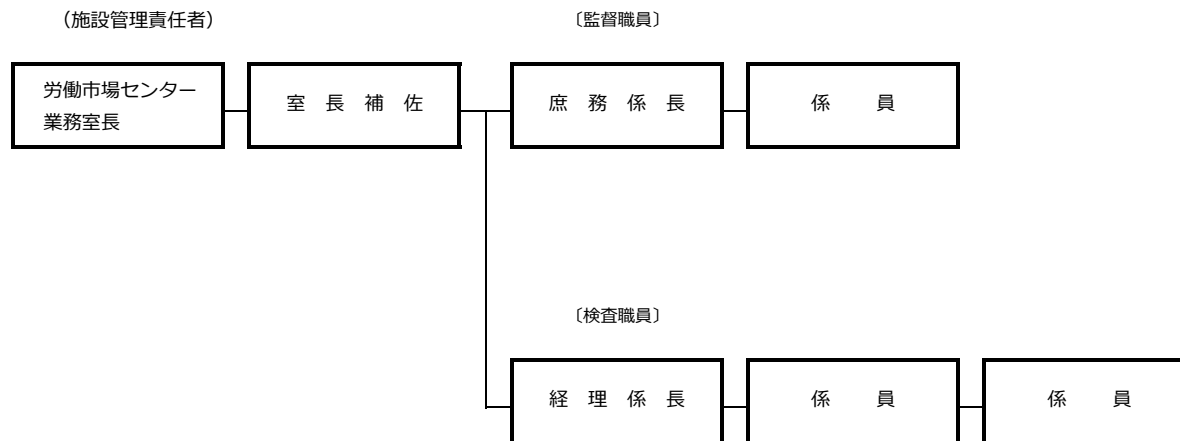 （施設管理責任者）
〔監督職員〕
労働市場センター
業務室長
室 長 補 佐
庶 務 係 長
係 員
〔検査職員〕
経 理 係 長
係 員
係 員